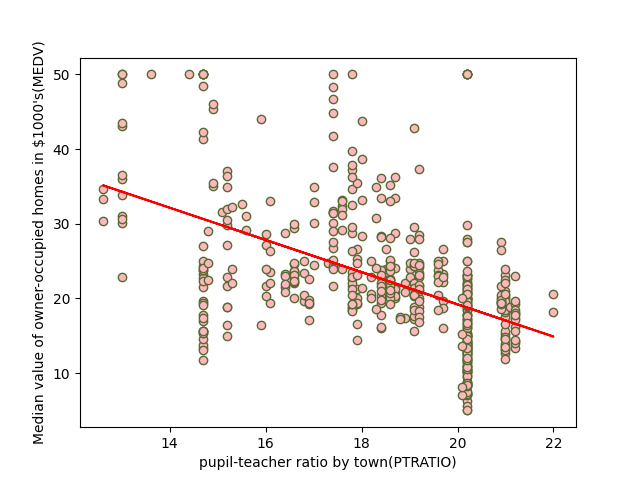 Median value of owner-occupied homes in $1000's(MEDV)
50
40
30
20
10
14 16 18 20 22
pupil-teacher ratio by town(PTRATIO)